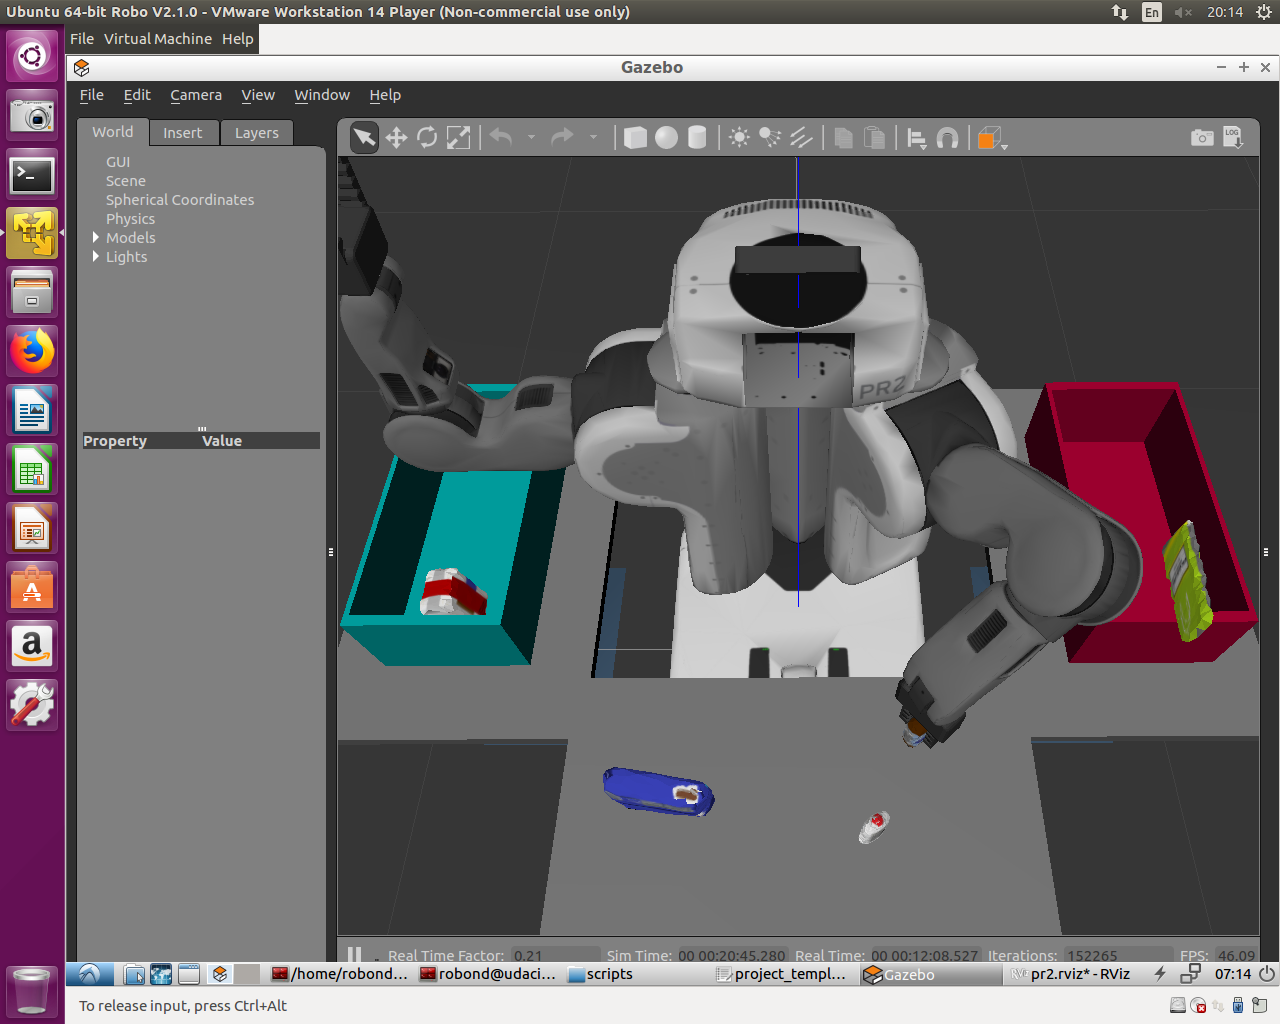 Ubuntu 64-bit Robo V2.1.0 - VMware Workstation 14 Player (Non-commercial use only)
En
20:14
File Virtual Machine Help
Gazebo
File Edit Camera View Window Help
World Insert Layers
LOG
GUI
Scene
Spherical Coordinates
Physics
Models
Lights
Property Value
PR2
Real Time Factor: 0.21 Sim Time: 00 00:20:45.280 Real Time: 00 00:12:08.527 Iterations: 152265 FPS: 46.09
/home/robond... robond@udaci... scripts project_templ... Gazebo RViz pr2.rviz* - RViz 07:14
To release input, press Ctrl+Alt